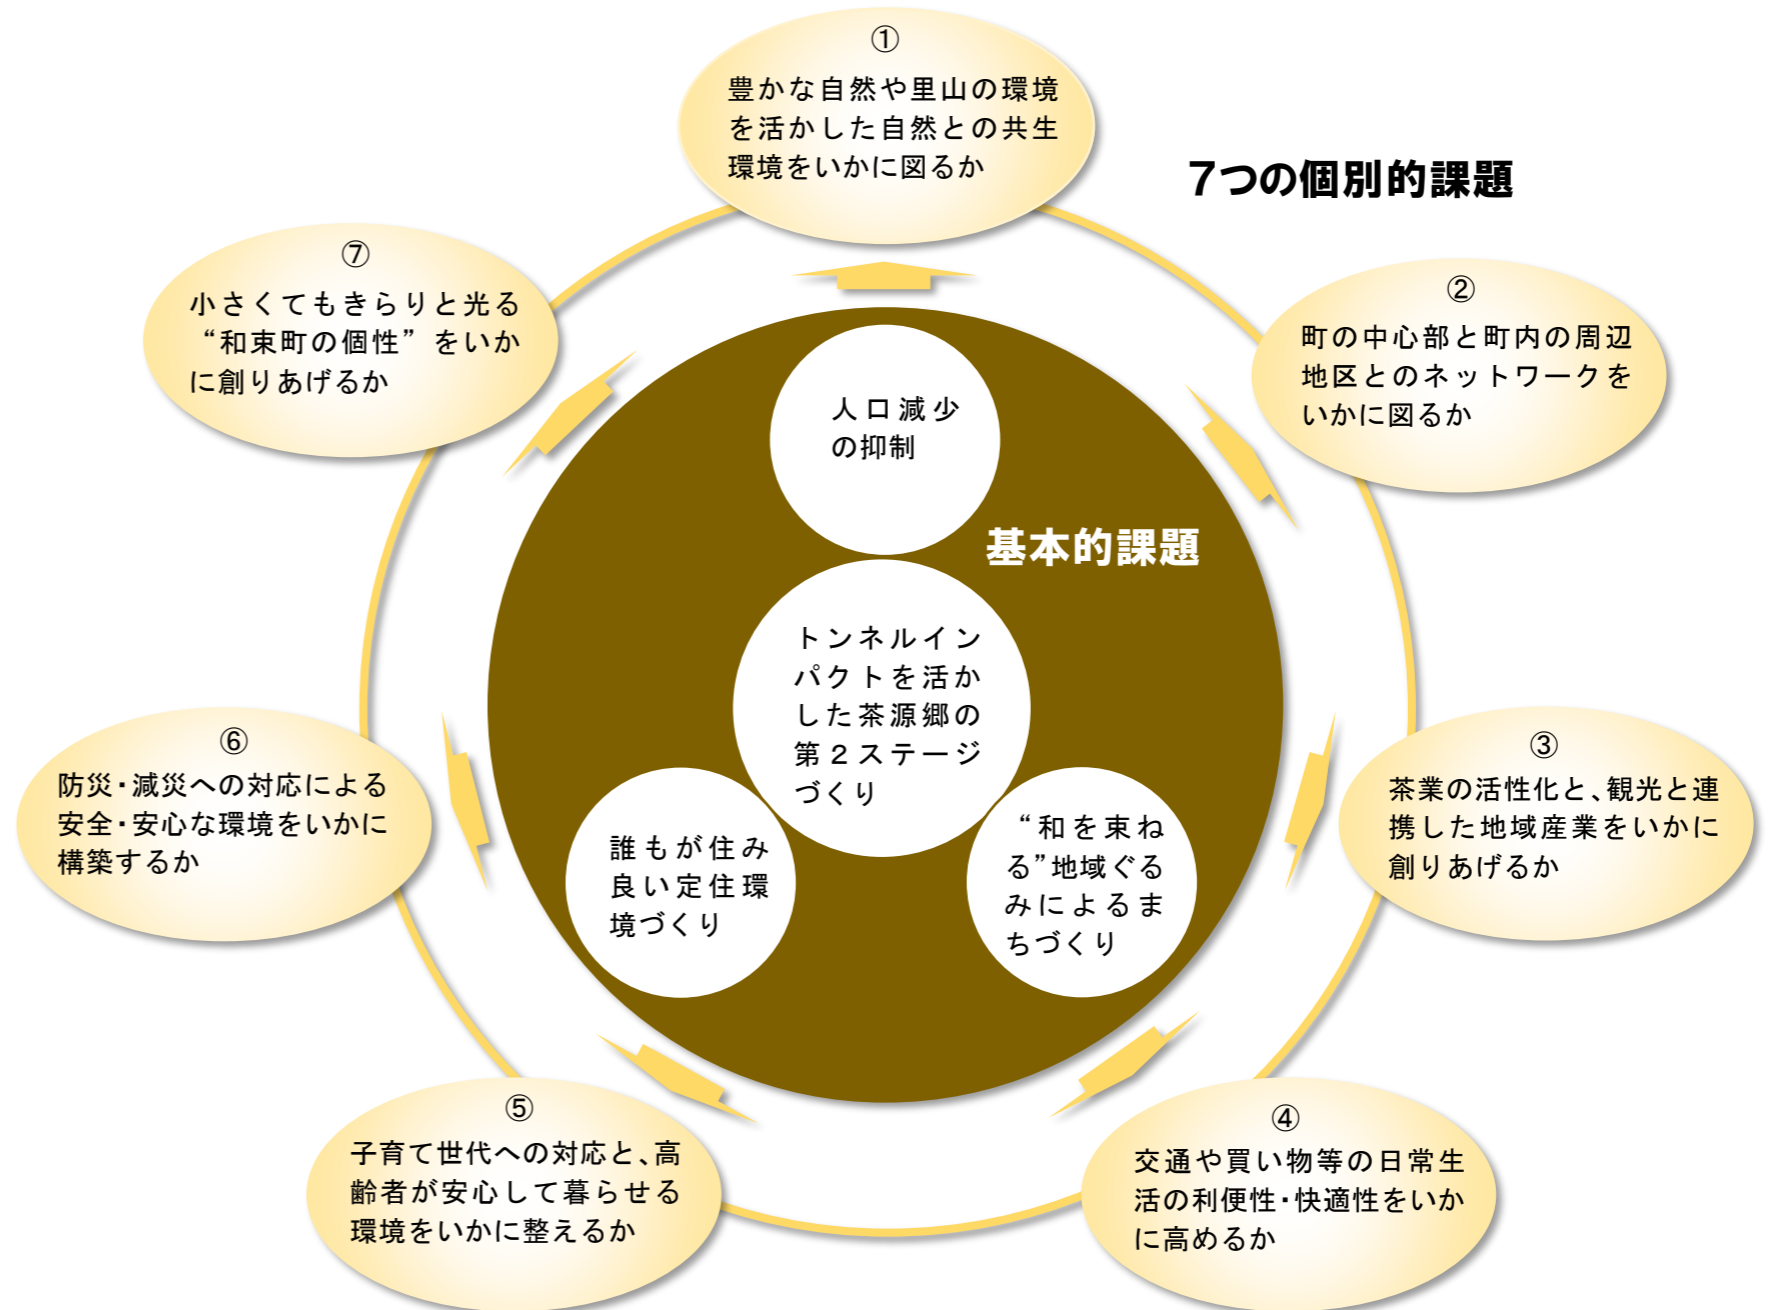 ①
豊かな自然や里山の環境
を活かした自然との共生
環境をいかに図るか
7つの個別的課題
②
町の中心部と町内の周辺
地区とのネットワークを
いかに図るか
③
茶業の活性化と、観光と連
携した地域産業をいかに
創りあげるか
④
交通や買い物等の日常生
活の利便性・快適性をいか
に高めるか
⑤
子育て世代への対応と、高
齢者が安心して暮らせる
環境をいかに整えるか
⑥
防災・減災への対応による
安全・安心な環境をいかに
構築するか
⑦
小さくてもきらりと光る
“和束町の個性”をいか
に創りあげるか
基本的課題
人口減少
の抑制
トンネルイン
パクトを活か
した茶源郷の
第２ステージ
づくり
誰もが住み
良い定住環
境づくり
“和を束ね
る”地域ぐる
みによるま
ちづくり